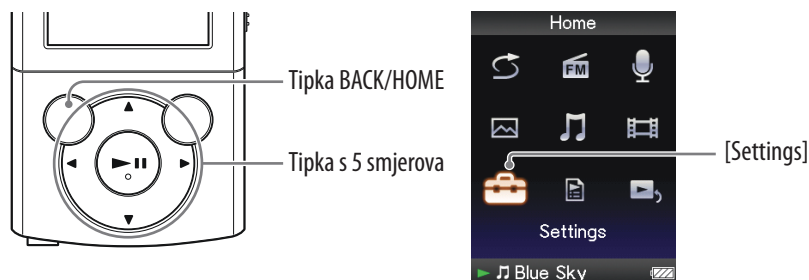 Home
FM
Tipka BACK/HOME
Tipka s 5 smjerova
[Settings]
Settings
Blue Sky